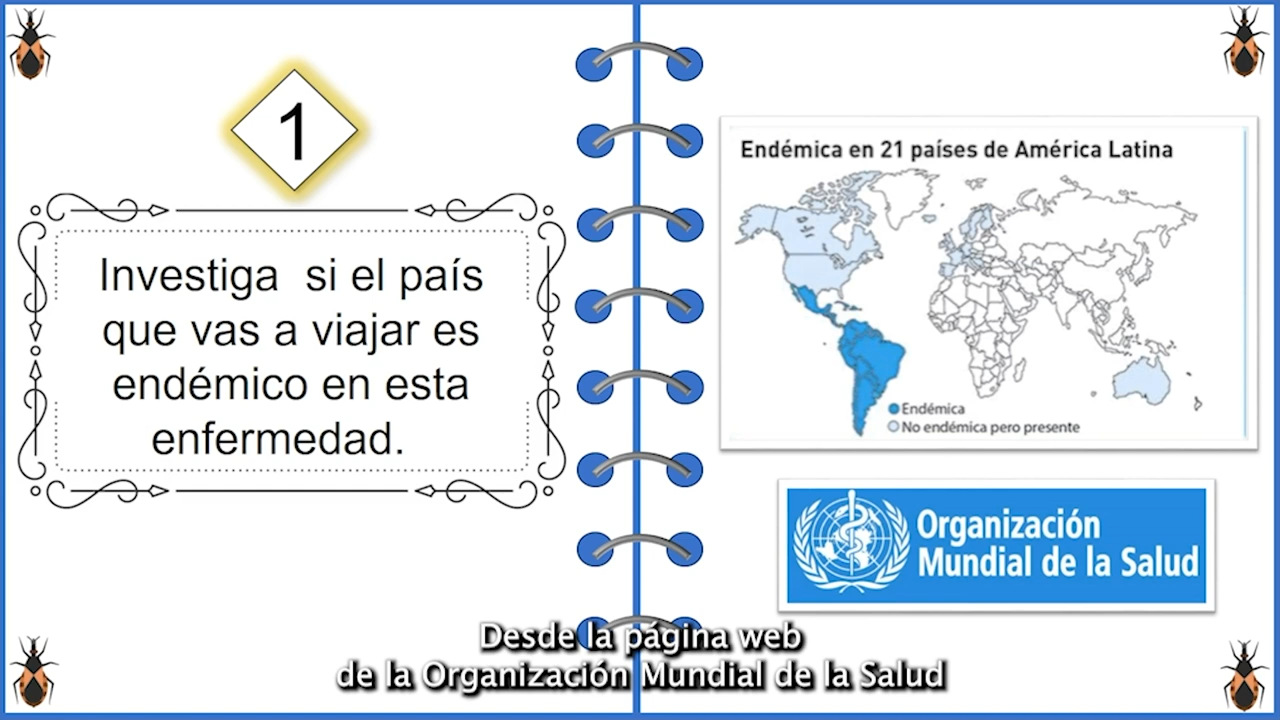 1
Investiga si el país
que vas a viajar es
endémico en esta
enfermedad.
Endémica en 21 países de América Latina
Endémica
No endémica pero presente
Organización
Mundial de la Salud
Desde la página web
de la Organización Mundial de la Salud